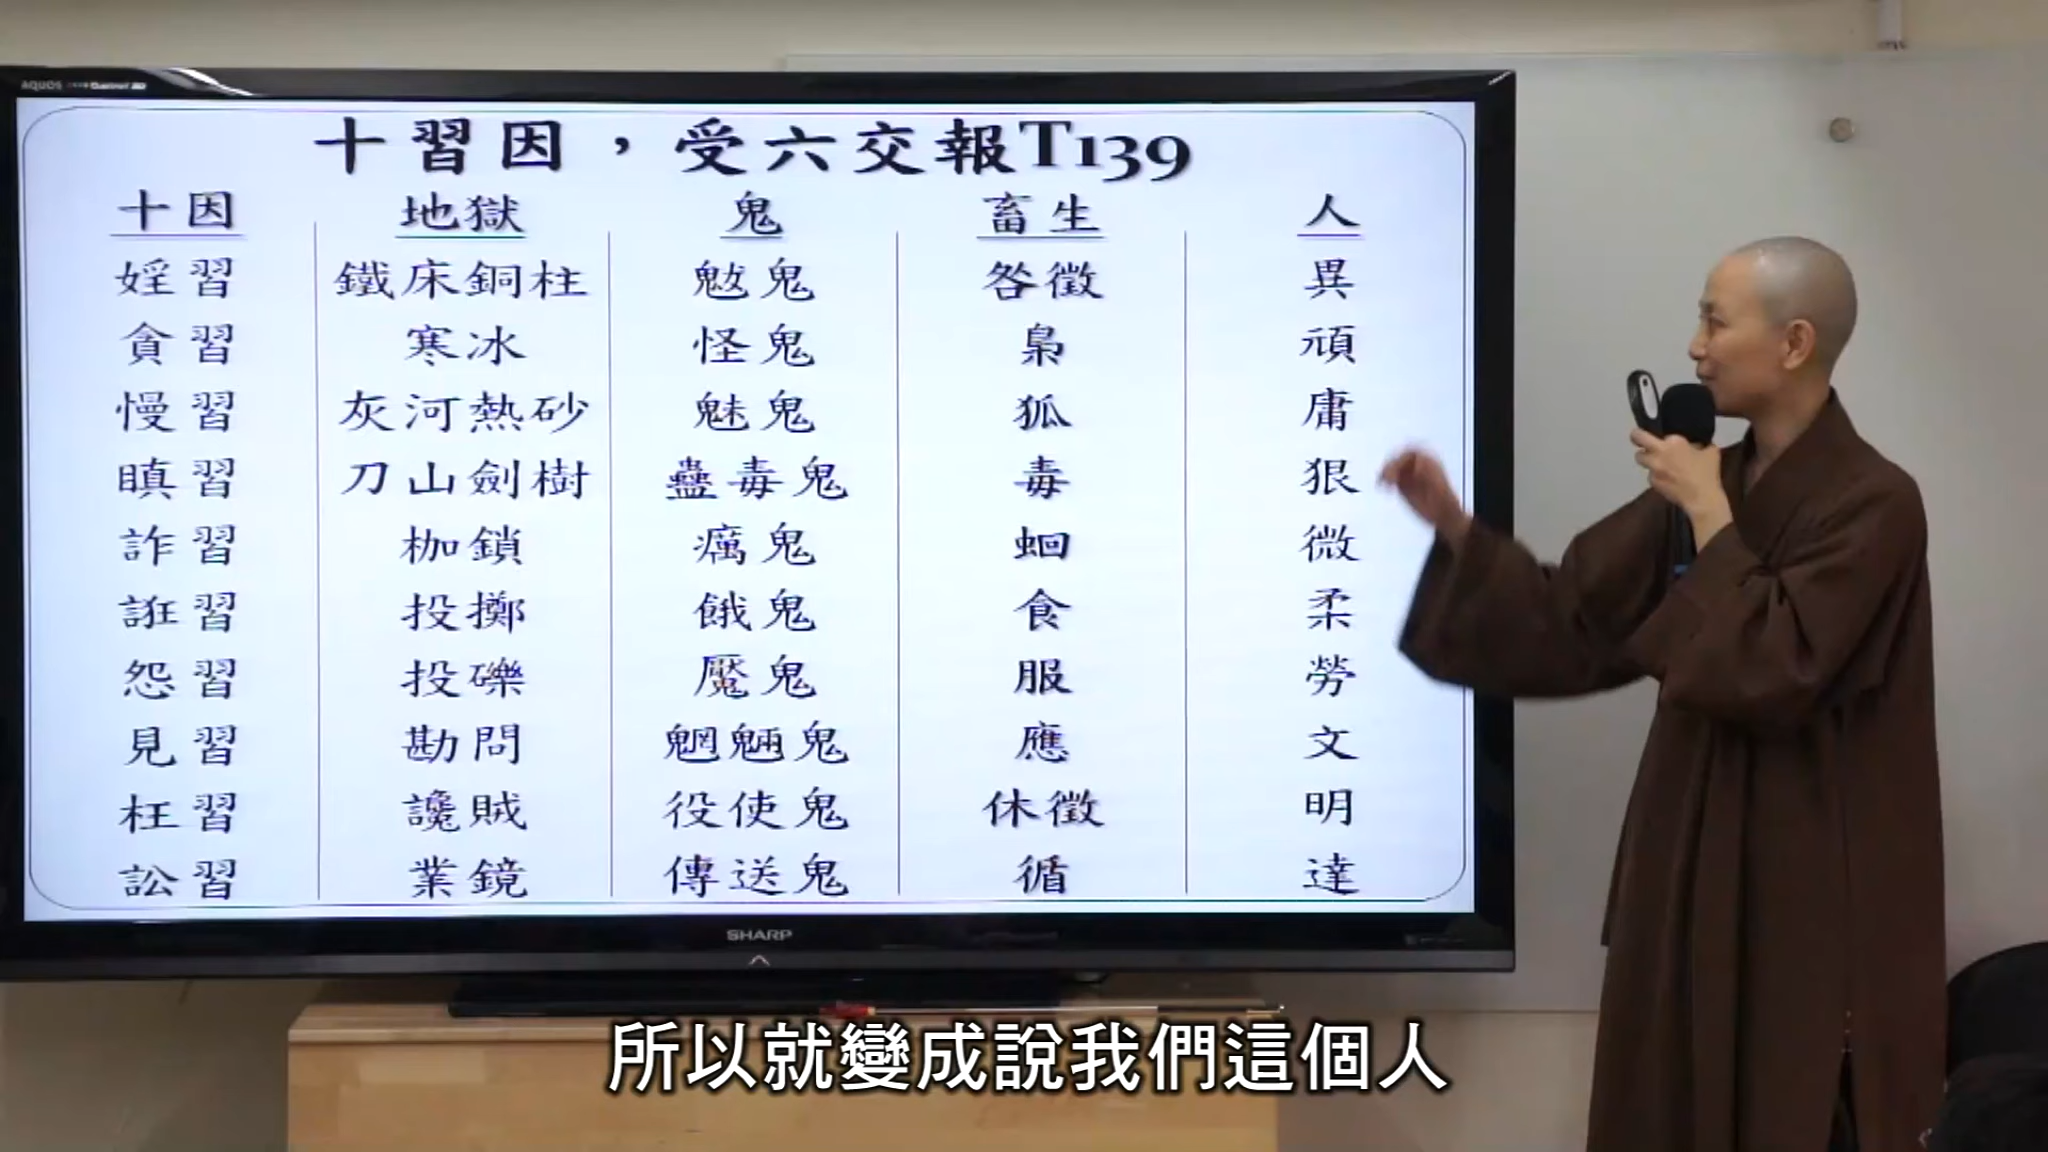 AQUOS
十習因，受六交報T139
十因 地獄 鬼 畜生 人
婬習 鐵床銅柱 魃鬼 咎徵 異
貪習 寒冰 怪鬼 梟 頑
慢習 灰河熱砂 魅鬼 狐 庸
瞋習 刀山劍樹 蠱毒鬼 毒 狠
詐習 枷鎖 癘鬼 蛔 微
誑習 投擲 餓鬼 食 柔
怨習 投礫 魘鬼 服 勞
見習 勘問 魍魎鬼 應 文
枉習 讒賊 役使鬼 休徵 明
訟習 業鏡 傳送鬼 循 達
SHARP
所以就變成說我們這個人